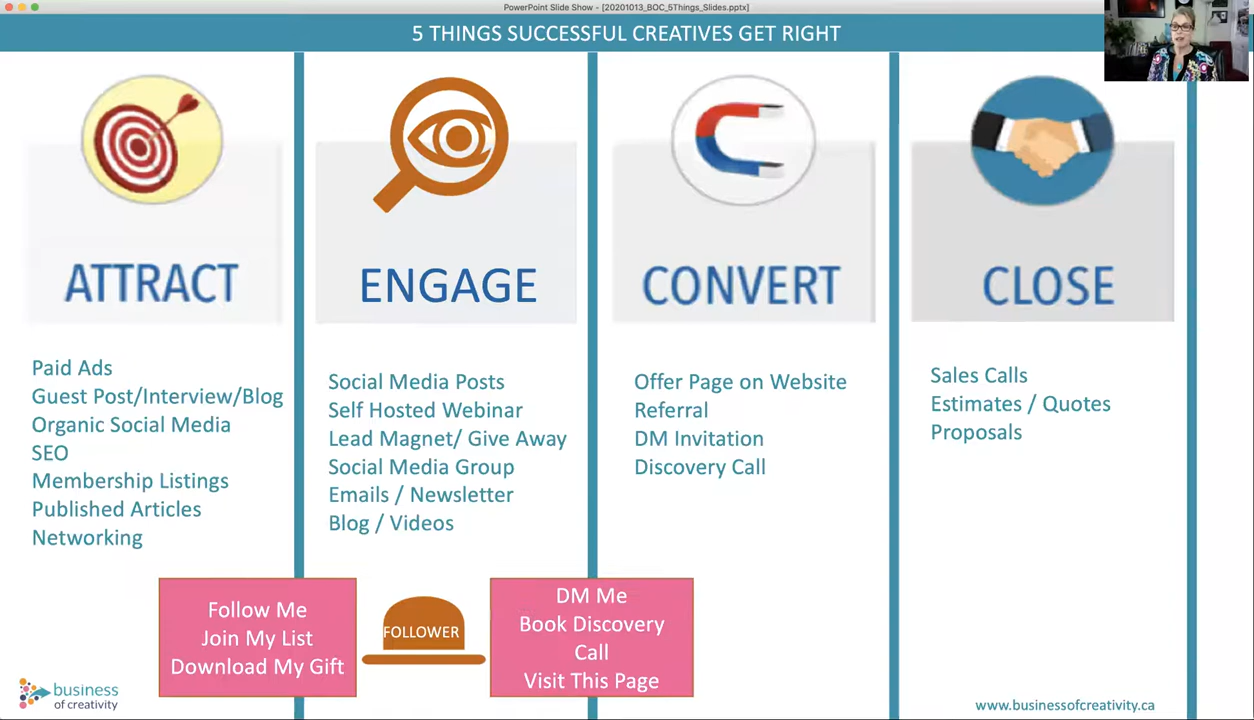 PowerPoint Slide Show - [20201013_BOC_5Things_Slides.pptx]
5 THINGS SUCCESSFUL CREATIVES GET RIGHT
ATTRACT
Paid Ads
Guest Post/Interview/Blog
Organic Social Media
SEO
Membership Listings
Published Articles
Networking
ENGAGE
Social Media Posts
Self Hosted Webinar
Lead Magnet/ Give Away
Social Media Group
Emails / Newsletter
Blog / Videos
CONVERT
Offer Page on Website
Referral
DM Invitation
Discovery Call
CLOSE
Sales Calls
Estimates / Quotes
Proposals
Follow Me
Join My List
Download My Gift
FOLLOWER
DM Me
Book Discovery
Call
Visit This Page
business
of creativity
www.businessofcreativity.ca